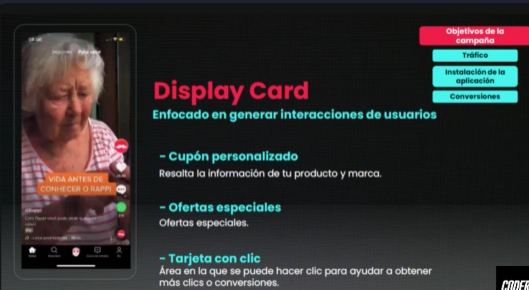 Objetivos de la
campaña
Tráfico
Instalación de la
aplicación
Conversiones
Display Card
Enfocado en generar interacciones de usuarios
- Cupón personalizado
Resalta la información de tu producto y marca.
- Ofertas especiales
Ofertas especiales.
- Tarjeta con clic
Área en la que se puede hacer clic para ayudar a obtener
más clics o conversiones.
VIDA ANTES DE
CONOCER O RAPPI
CODER